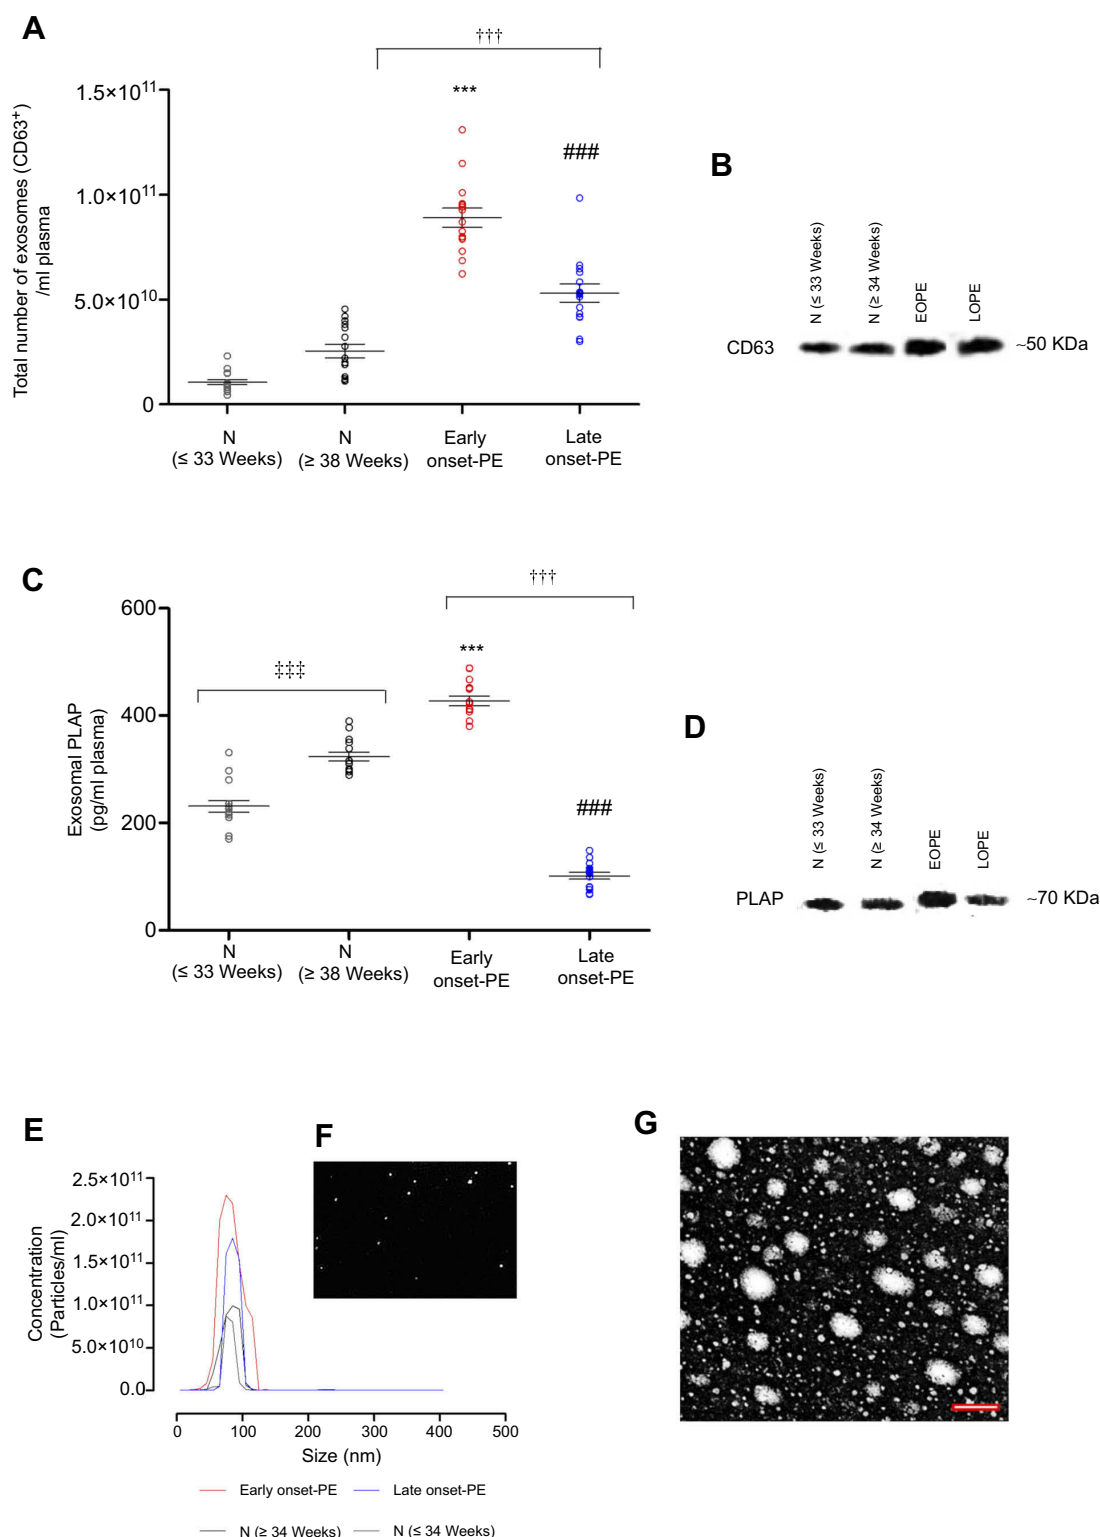 A
†††
1.5×10¹¹
***
###
1.0×10¹¹
5.0×10¹⁰
0
Total number of exosomes (CD63⁺)
/ml plasma
N
(≤ 33 Weeks)
N
(≥ 38 Weeks)
Early
onset-PE
Late
onset-PE
B
N (≤ 33 Weeks)
N (≥ 34 Weeks)
EOPE
LOPE
CD63
~50 KDa
C
†††
600
***
‡‡‡
400
###
200
0
Exosomal PLAP
(pg/ml plasma)
N
(≤ 33 Weeks)
N
(≥ 38 Weeks)
Early
onset-PE
Late
onset-PE
D
N (≤ 33 Weeks)
N (≥ 34 Weeks)
EOPE
LOPE
PLAP
~70 KDa
E
2.5×10¹¹
2.0×10¹¹
1.5×10¹¹
1.0×10¹¹
5.0×10¹⁰
0.0
Concentration
(Particles/ml)
0 100 200 300 400 500
Size (nm)
Early onset-PE Late onset-PE
N (≥ 34 Weeks) N (≤ 34 Weeks)
F
G